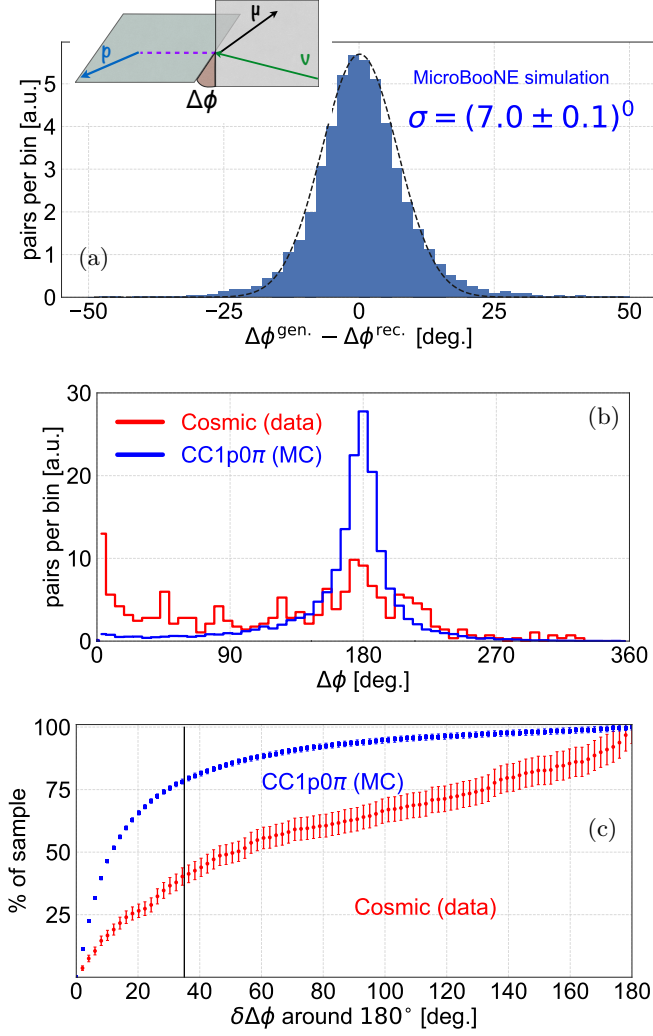 p
μ
ν
Δϕ
MicroBooNE simulation
σ = (7.0 ± 0.1)⁰
pairs per bin [a.u.]
5
4
3
2
1
0
(a)
−50 −25 0 25 50
Δϕ^gen. − Δϕ^rec. [deg.]
pairs per bin [a.u.]
30
20
10
0
Cosmic (data)
CC1p0π (MC)
(b)
0 90 180 270 360
Δϕ [deg.]
% of sample
100
75
50
25
CC1p0π (MC)
(c)
Cosmic (data)
0 20 40 60 80 100 120 140 160 180
δΔϕ around 180° [deg.]